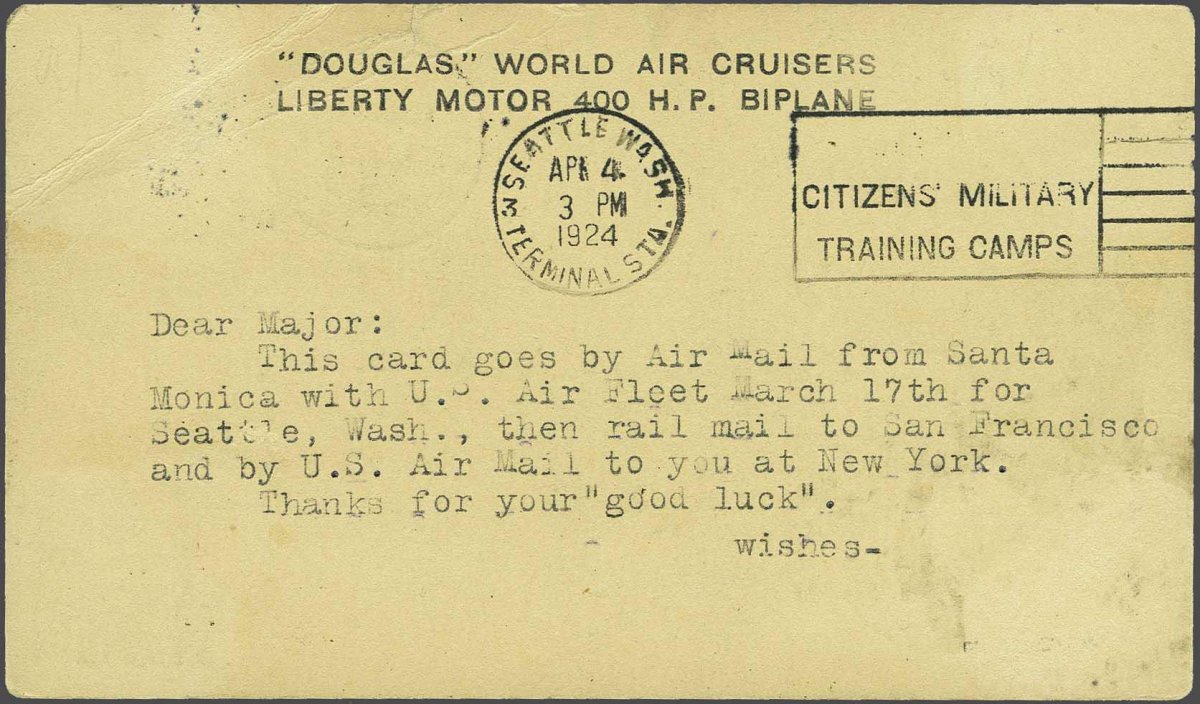 "DOUGLAS," WORLD AIR CRUISERS
LIBERTY MOTOR 400 H.P. BIPLANE
SEATTLE WASH.
APR 4
3 PM
1924
3 TERMINAL STA.
CITIZENS' MILITARY
TRAINING CAMPS
Dear Major:
This card goes by Air Mail from Santa
Monica with U.S. Air Fleet March 17th for
Seattle, Wash., then rail mail to San Francisco
and by U.S. Air Mail to you at New York.
Thanks for your "good luck".
wishes-